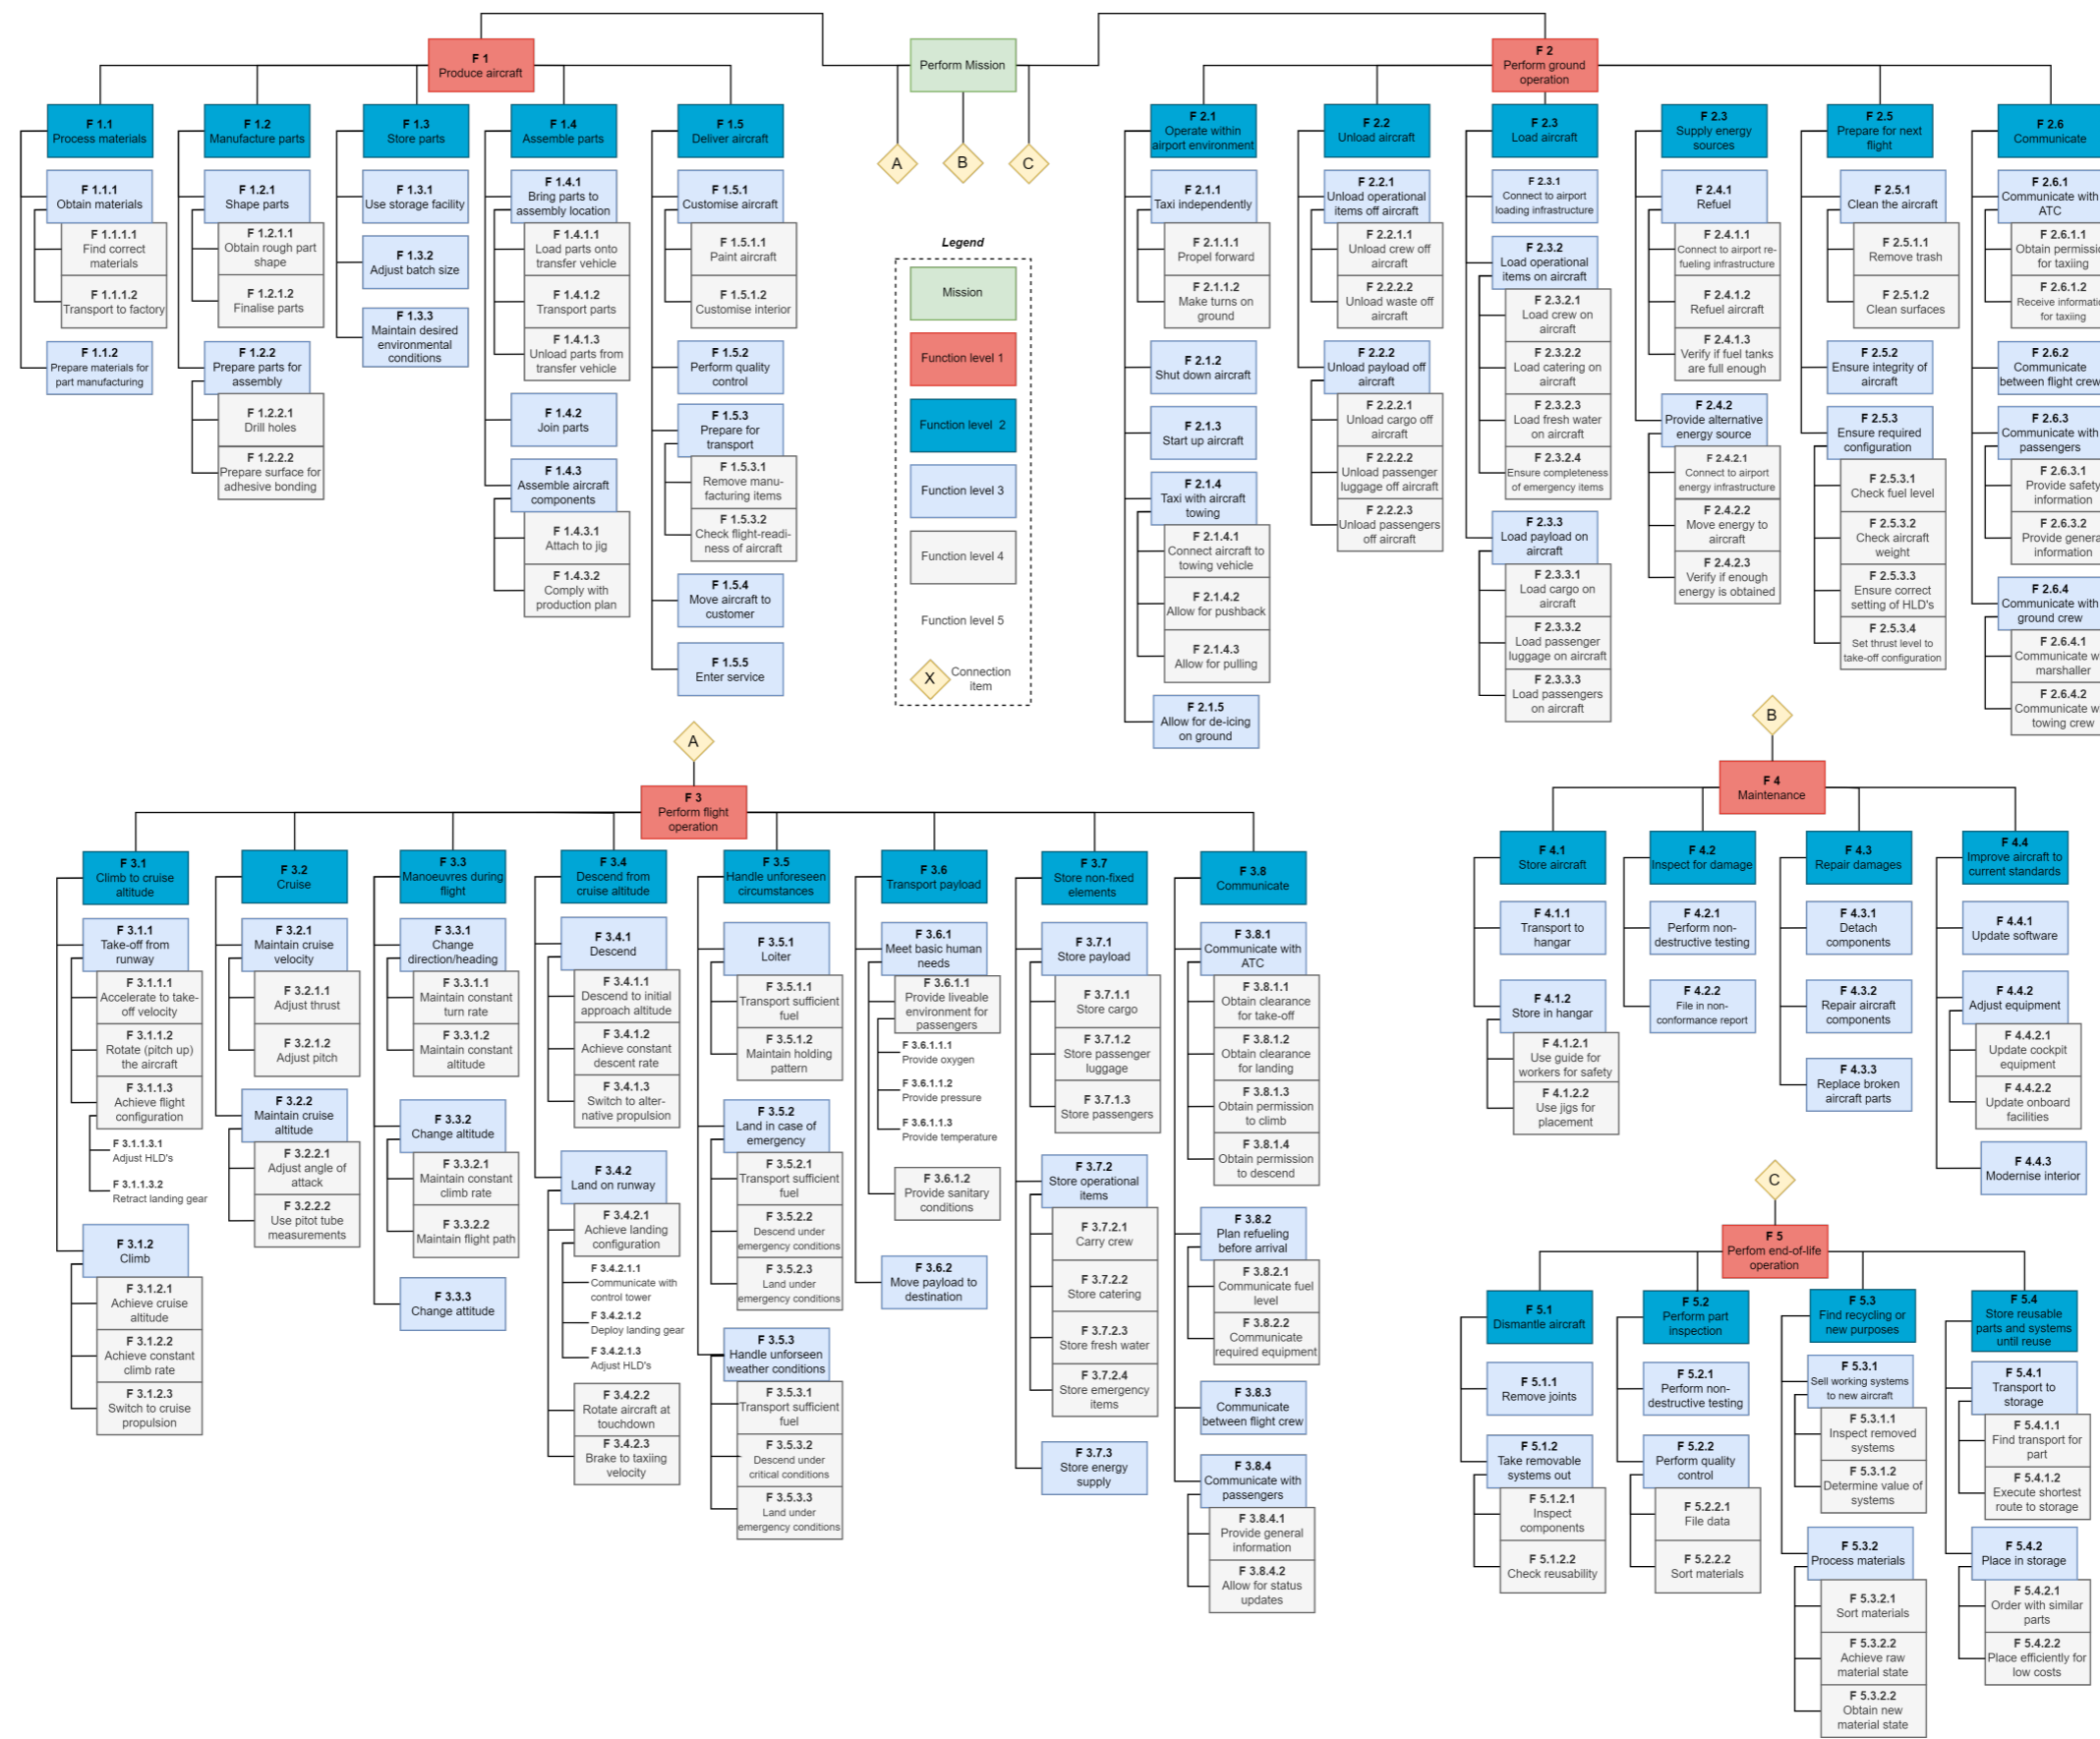 Perform Mission
A
B
C
F 1
Produce aircraft
F 1.1
Process materials
F 1.1.1
Obtain materials
F 1.1.1.1
Find correct
materials
F 1.1.1.2
Transport to factory
F 1.1.2
Prepare materials for
part manufacturing
F 1.2
Manufacture parts
F 1.2.1
Shape parts
F 1.2.1.1
Obtain rough part
shape
F 1.2.1.2
Finalise parts
F 1.2.2
Prepare parts for
assembly
F 1.2.2.1
Drill holes
F 1.2.2.2
Prepare surface for
adhesive bonding
F 1.3
Store parts
F 1.3.1
Use storage facility
F 1.3.2
Adjust batch size
F 1.3.3
Maintain desired
environmental
conditions
F 1.4
Assemble parts
F 1.4.1
Bring parts to
assembly location
F 1.4.1.1
Load parts onto
transfer vehicle
F 1.4.1.2
Transport parts
F 1.4.1.3
Unload parts from
transfer vehicle
F 1.4.2
Join parts
F 1.4.3
Assemble aircraft
components
F 1.4.3.1
Attach to jig
F 1.4.3.2
Comply with
production plan
F 1.5
Deliver aircraft
F 1.5.1
Customise aircraft
F 1.5.1.1
Paint aircraft
F 1.5.1.2
Customise interior
F 1.5.2
Perform quality
control
F 1.5.3
Prepare for
transport
F 1.5.3.1
Remove manu-
facturing items
F 1.5.3.2
Check flight-readi-
ness of aircraft
F 1.5.4
Move aircraft to
customer
F 1.5.5
Enter service
Legend
Mission
Function level 1
Function level 2
Function level 3
Function level 4
Function level 5
X
Connection
item
F 2
Perform ground
operation
F 2.1
Operate within
airport environment
F 2.1.1
Taxi independently
F 2.1.1.1
Propel forward
F 2.1.1.2
Make turns on
ground
F 2.1.2
Shut down aircraft
F 2.1.3
Start up aircraft
F 2.1.4
Taxi with aircraft
towing
F 2.1.4.1
Connect aircraft to
towing vehicle
F 2.1.4.2
Allow for pushback
F 2.1.4.3
Allow for pulling
F 2.1.5
Allow for de-icing
on ground
F 2.2
Unload aircraft
F 2.2.1
Unload operational
items off aircraft
F 2.2.1.1
Unload crew off
aircraft
F 2.2.2.2
Unload waste off
aircraft
F 2.2.2
Unload payload off
aircraft
F 2.2.2.1
Unload cargo off
aircraft
F 2.2.2.2
Unload passenger
luggage off aircraft
F 2.2.2.3
Unload passengers
off aircraft
F 2.3
Load aircraft
F 2.3.1
Connect to airport
loading infrastructure
F 2.3.2
Load operational
items on aircraft
F 2.3.2.1
Load crew on
aircraft
F 2.3.2.2
Load catering on
aircraft
F 2.3.2.3
Load fresh water
on aircraft
F 2.3.2.4
Ensure completeness
of emergency items
F 2.3.3
Load payload on
aircraft
F 2.3.3.1
Load cargo on
aircraft
F 2.3.3.2
Load passenger
luggage on aircraft
F 2.3.3.3
Load passengers
on aircraft
F 2.3
Supply energy
sources
F 2.4.1
Refuel
F 2.4.1.1
Connect to airport re-
fueling infrastructure
F 2.4.1.2
Refuel aircraft
F 2.4.1.3
Verify if fuel tanks
are full enough
F 2.4.2
Provide alternative
energy source
F 2.4.2.1
Connect to airport
energy infrastructure
F 2.4.2.2
Move energy to
aircraft
F 2.4.2.3
Verify if enough
energy is obtained
F 2.5
Prepare for next
flight
F 2.5.1
Clean the aircraft
F 2.5.1.1
Remove trash
F 2.5.1.2
Clean surfaces
F 2.5.2
Ensure integrity of
aircraft
F 2.5.3
Ensure required
configuration
F 2.5.3.1
Check fuel level
F 2.5.3.2
Check aircraft
weight
F 2.5.3.3
Ensure correct
setting of HLD's
F 2.5.3.4
Set thrust level to
take-off configuration
F 2.6
Communicate
F 2.6.1
Communicate with
ATC
F 2.6.1.1
Obtain
for taxiing
F 2.6.1.2
Receive
for taxiing
F 2.6.2
Communicate
between flight crew
F 2.6.3
Communicate with
passengers
F 2.6.3.1
Provide safety
information
F 2.6.3.2
Provide
information
F 2.6.4
Communicate with
ground crew
F 2.6.4.1
Communicate
marshaller
F 2.6.4.2
Communicate
towing crew
A
F 3
Perform flight
operation
F 3.1
Climb to cruise
altitude
F 3.1.1
Take-off from
runway
F 3.1.1.1
Accelerate to take-
off velocity
F 3.1.1.2
Rotate (pitch up)
the aircraft
F 3.1.1.3
Achieve flight
configuration
F 3.1.1.3.1
Adjust HLD's
F 3.1.1.3.2
Retract landing gear
F 3.1.2
Climb
F 3.1.2.1
Achieve cruise
altitude
F 3.1.2.2
Achieve constant
climb rate
F 3.1.2.3
Switch to cruise
propulsion
F 3.2
Cruise
F 3.2.1
Maintain cruise
velocity
F 3.2.1.1
Adjust thrust
F 3.2.1.2
Adjust pitch
F 3.2.2
Maintain cruise
altitude
F 3.2.2.1
Adjust angle of
attack
F 3.2.2.2
Use pitot tube
measurements
F 3.3
Manoeuvres during
flight
F 3.3.1
Change
direction/heading
F 3.3.1.1
Maintain constant
turn rate
F 3.3.1.2
Maintain constant
altitude
F 3.3.2
Change altitude
F 3.3.2.1
Maintain constant
climb rate
F 3.3.2.2
Maintain flight path
F 3.3.3
Change attitude
F 3.4
Descend from
cruise altitude
F 3.4.1
Descend
F 3.4.1.1
Descend to initial
approach altitude
F 3.4.1.2
Achieve constant
descent rate
F 3.4.1.3
Switch to alter-
native propulsion
F 3.4.2
Land on runway
F 3.4.2.1
Achieve landing
configuration
F 3.4.2.1.1
Communicate with
control tower
F 3.4.2.1.2
Deploy landing gear
F 3.4.2.1.3
Adjust HLD's
F 3.4.2.2
Rotate aircraft at
touchdown
F 3.4.2.3
Brake to taxiing
velocity
F 3.5
Handle unforeseen
circumstances
F 3.5.1
Loiter
F 3.5.1.1
Transport sufficient
fuel
F 3.5.1.2
Maintain holding
pattern
F 3.5.2
Land in case of
emergency
F 3.5.2.1
Transport sufficient
fuel
F 3.5.2.2
Descend under
emergency conditions
F 3.5.2.3
Land under
emergency conditions
F 3.5.3
Handle unforseen
weather conditions
F 3.5.3.1
Transport sufficient
fuel
F 3.5.3.2
Descend under
critical conditions
F 3.5.3.3
Land under
emergency conditions
F 3.6
Transport payload
F 3.6.1
Meet basic human
needs
F 3.6.1.1
Provide liveable
environment for
passengers
F 3.6.1.1.1
Provide oxygen
F 3.6.1.1.2
Provide pressure
F 3.6.1.1.3
Provide temperature
F 3.6.1.2
Provide sanitary
conditions
F 3.6.2
Move payload to
destination
F 3.7
Store non-fixed
elements
F 3.7.1
Store payload
F 3.7.1.1
Store cargo
F 3.7.1.2
Store passenger
luggage
F 3.7.1.3
Store passengers
F 3.7.2
Store operational
items
F 3.7.2.1
Carry crew
F 3.7.2.2
Store catering
F 3.7.2.3
Store fresh water
F 3.7.2.4
Store emergency
items
F 3.7.3
Store energy
supply
F 3.8
Communicate
F 3.8.1
Communicate with
ATC
F 3.8.1.1
Obtain clearance
for take-off
F 3.8.1.2
Obtain clearance
for landing
F 3.8.1.3
Obtain permission
to climb
F 3.8.1.4
Obtain permission
to descend
F 3.8.2
Plan refueling
before arrival
F 3.8.2.1
Communicate fuel
level
F 3.8.2.2
Communicate
required equipment
F 3.8.3
Communicate
between flight crew
F 3.8.4
Communicate with
passengers
F 3.8.4.1
Provide general
information
F 3.8.4.2
Allow for status
updates
B
F 4
Maintenance
F 4.1
Store aircraft
F 4.1.1
Transport to
hangar
F 4.1.2
Store in hangar
F 4.1.2.1
Use guide for
workers for safety
F 4.1.2.2
Use jigs for
placement
F 4.2
Inspect for damage
F 4.2.1
Perform non-
destructive testing
F 4.2.2
File in non-
conformance report
F 4.3
Repair damages
F 4.3.1
Detach
components
F 4.3.2
Repair aircraft
components
F 4.3.3
Replace broken
aircraft parts
F 4.4
Improve aircraft to
current standards
F 4.4.1
Update software
F 4.4.2
Adjust equipment
F 4.4.2.1
Update cockpit
equipment
F 4.4.2.2
Update onboard
facilities
F 4.4.3
Modernise interior
C
F 5
Perfom end-of-life
operation
F 5.1
Dismantle aircraft
F 5.1.1
Remove joints
F 5.1.2
Take removable
systems out
F 5.1.2.1
Inspect
components
F 5.1.2.2
Check reusability
F 5.2
Perform part
inspection
F 5.2.1
Perform non-
destructive testing
F 5.2.2
Perform quality
control
F 5.2.2.1
File data
F 5.2.2.2
Sort materials
F 5.3
Find recycling or
new purposes
F 5.3.1
Sell working systems
to new aircraft
F 5.3.1.1
Inspect removed
systems
F 5.3.1.2
Determine value of
systems
F 5.3.2
Process materials
F 5.3.2.1
Sort materials
F 5.3.2.2
Achieve raw
material state
F 5.3.2.2
Obtain new
material state
F 5.4
Store reusable
parts and systems
until reuse
F 5.4.1
Transport to
storage
F 5.4.1.1
Find transport for
part
F 5.4.1.2
Execute shortest
route to storage
F 5.4.2
Place in storage
F 5.4.2.1
Order with similar
parts
F 5.4.2.2
Place efficiently for
low costs